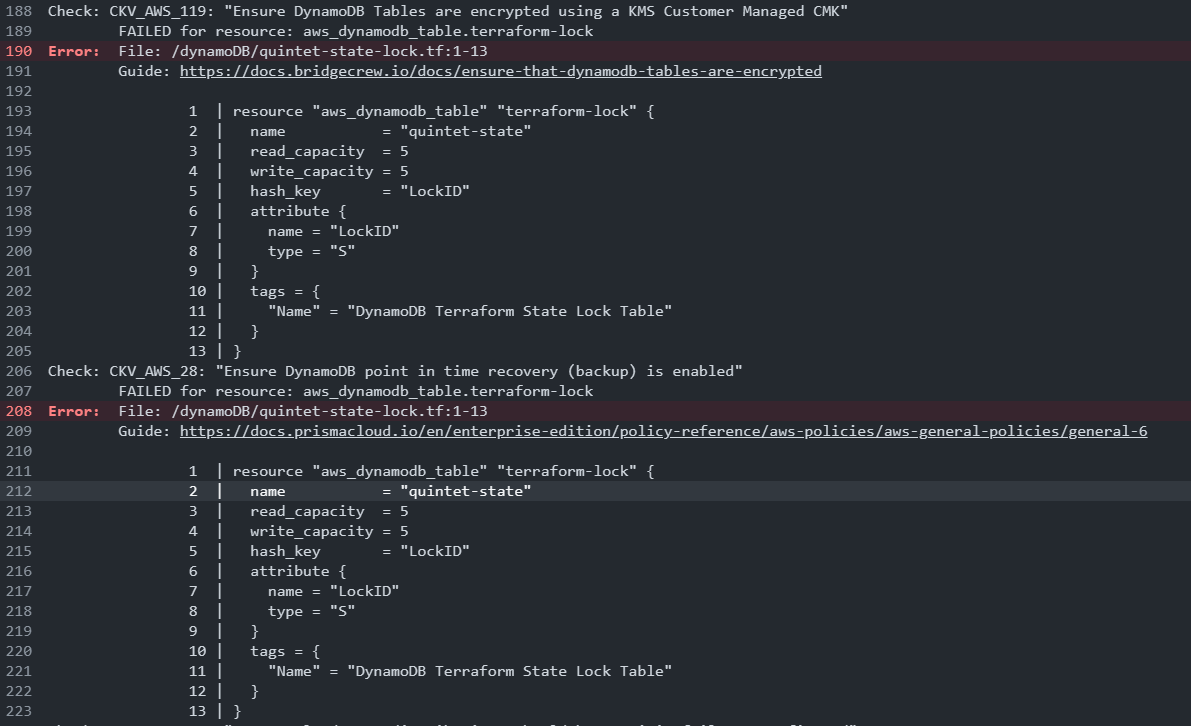 188 Check: CKV_AWS_119: "Ensure DynamoDB Tables are encrypted using a KMS Customer Managed CMK"
189 FAILED for resource: aws_dynamodb_table.terraform-lock
190 Error: File: /dynamoDB/quintet-state-lock.tf:1-13
191 Guide: https://docs.bridgecrew.io/docs/ensure-that-dynamodb-tables-are-encrypted
192
193 1 | resource "aws_dynamodb_table" "terraform-lock" {
194 2 | name = "quintet-state"
195 3 | read_capacity = 5
196 4 | write_capacity = 5
197 5 | hash_key = "LockID"
198 6 | attribute {
199 7 | name = "LockID"
200 8 | type = "S"
201 9 | }
202 10 | tags = {
203 11 | "Name" = "DynamoDB Terraform State Lock Table"
204 12 | }
205 13 | }
206 Check: CKV_AWS_28: "Ensure DynamoDB point in time recovery (backup) is enabled"
207 FAILED for resource: aws_dynamodb_table.terraform-lock
208 Error: File: /dynamoDB/quintet-state-lock.tf:1-13
209 Guide: https://docs.prismacloud.io/en/enterprise-edition/policy-reference/aws-policies/aws-general-policies/general-6
210
211 1 | resource "aws_dynamodb_table" "terraform-lock" {
212 2 | name = "quintet-state"
213 3 | read_capacity = 5
214 4 | write_capacity = 5
215 5 | hash_key = "LockID"
216 6 | attribute {
217 7 | name = "LockID"
218 8 | type = "S"
219 9 | }
220 10 | tags = {
221 11 | "Name" = "DynamoDB Terraform State Lock Table"
222 12 | }
223 13 | }